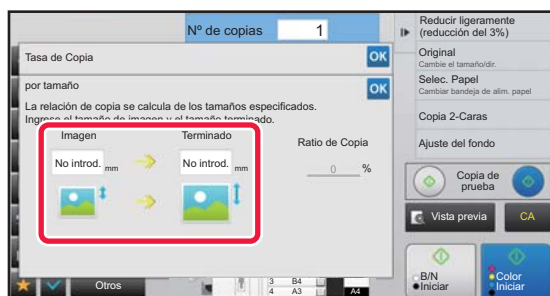 Nº de copias 1
Tasa de Copia
OK
por tamaño
OK
La relación de copia se calcula de los tamaños especificados.
Ingrese el tamaño de imagen y el tamaño terminado.
Imagen
Terminado
Ratio de Copia
No introd. mm
No introd. mm
0 %
Otros
3 B4
4 A3
A4
Reducir ligeramente
(reducción del 3%)
Original
Cambie el tamaño/dir.
Selec. Papel
Cambiar bandeja de alim. papel
Copia 2-Caras
Ajuste del fondo
Copia de
prueba
Vista previa
CA
B/N
Iniciar
Color
Iniciar